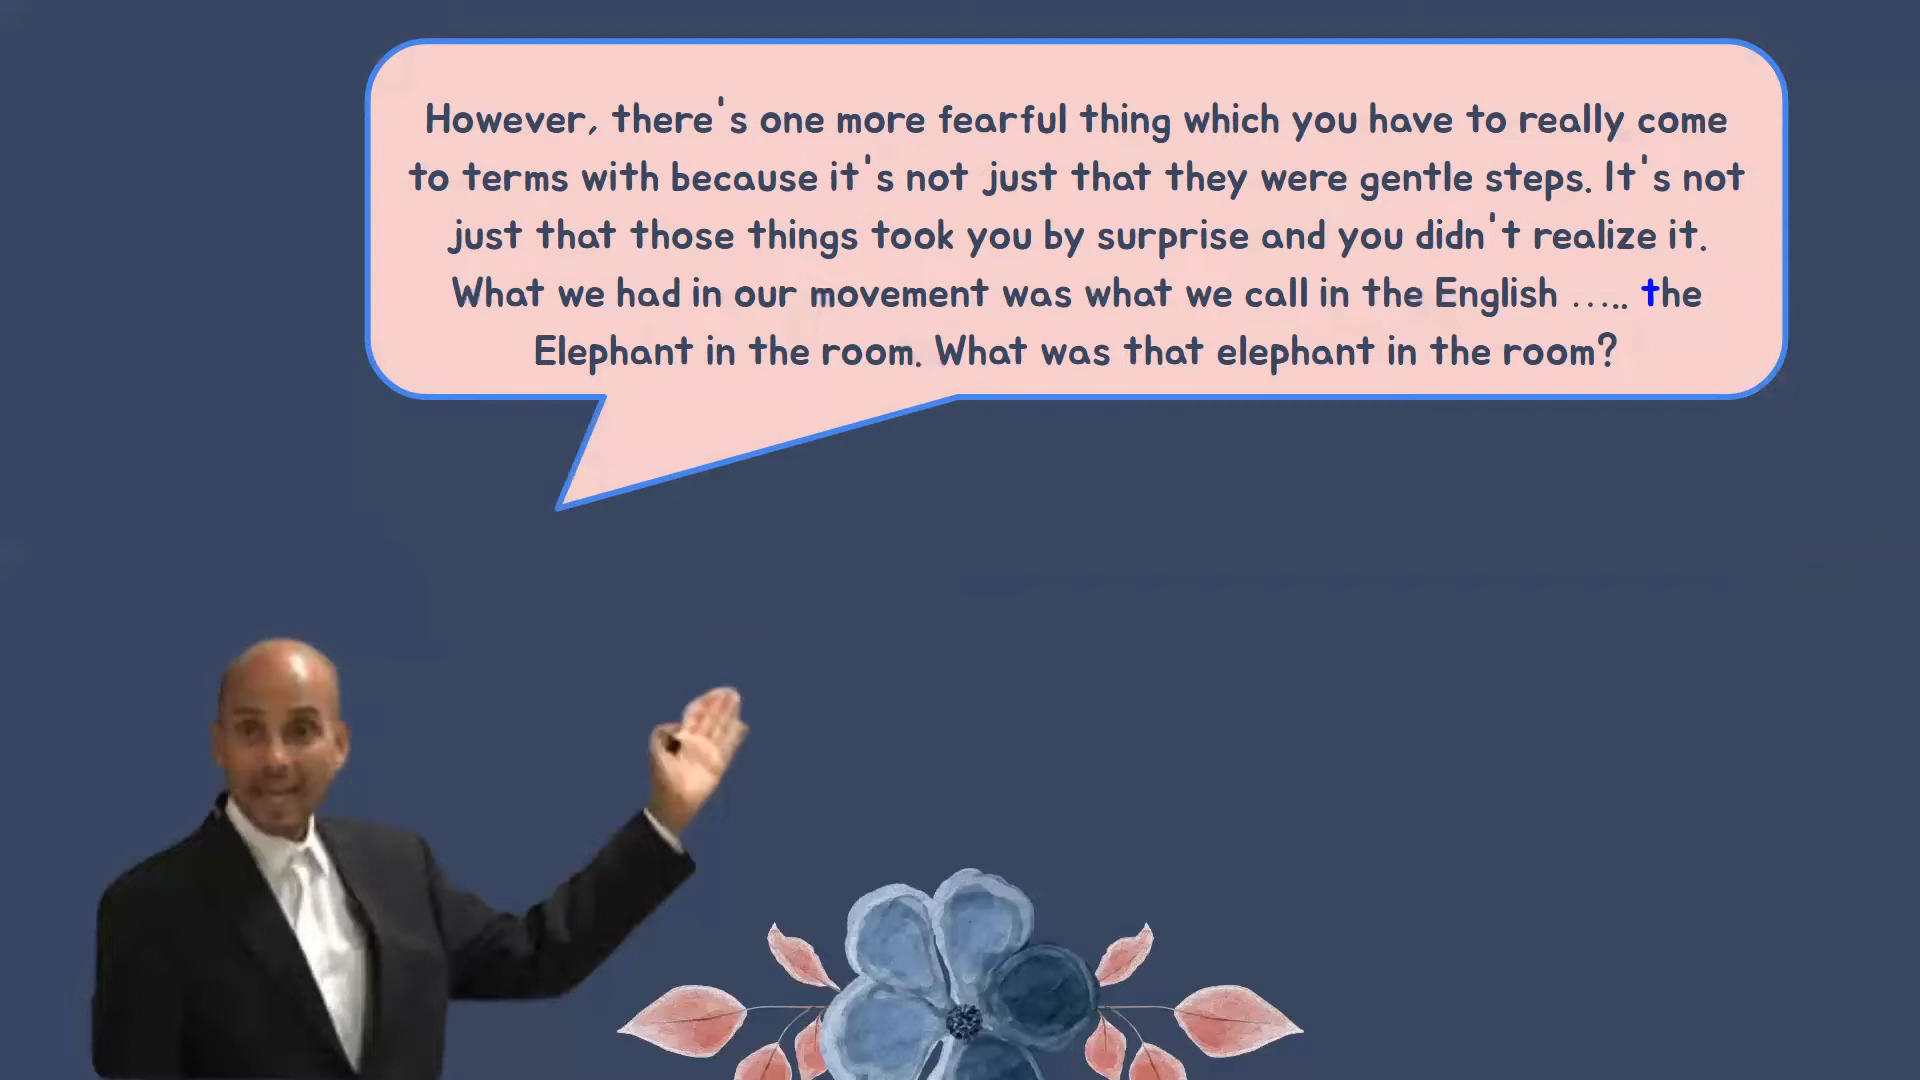 However, there's one more fearful thing which you have to really come
to terms with because it's not just that they were gentle steps. It's not
just that those things took you by surprise and you didn't realize it.
What we had in our movement was what we call in the English ..... the
Elephant in the room. What was that elephant in the room?